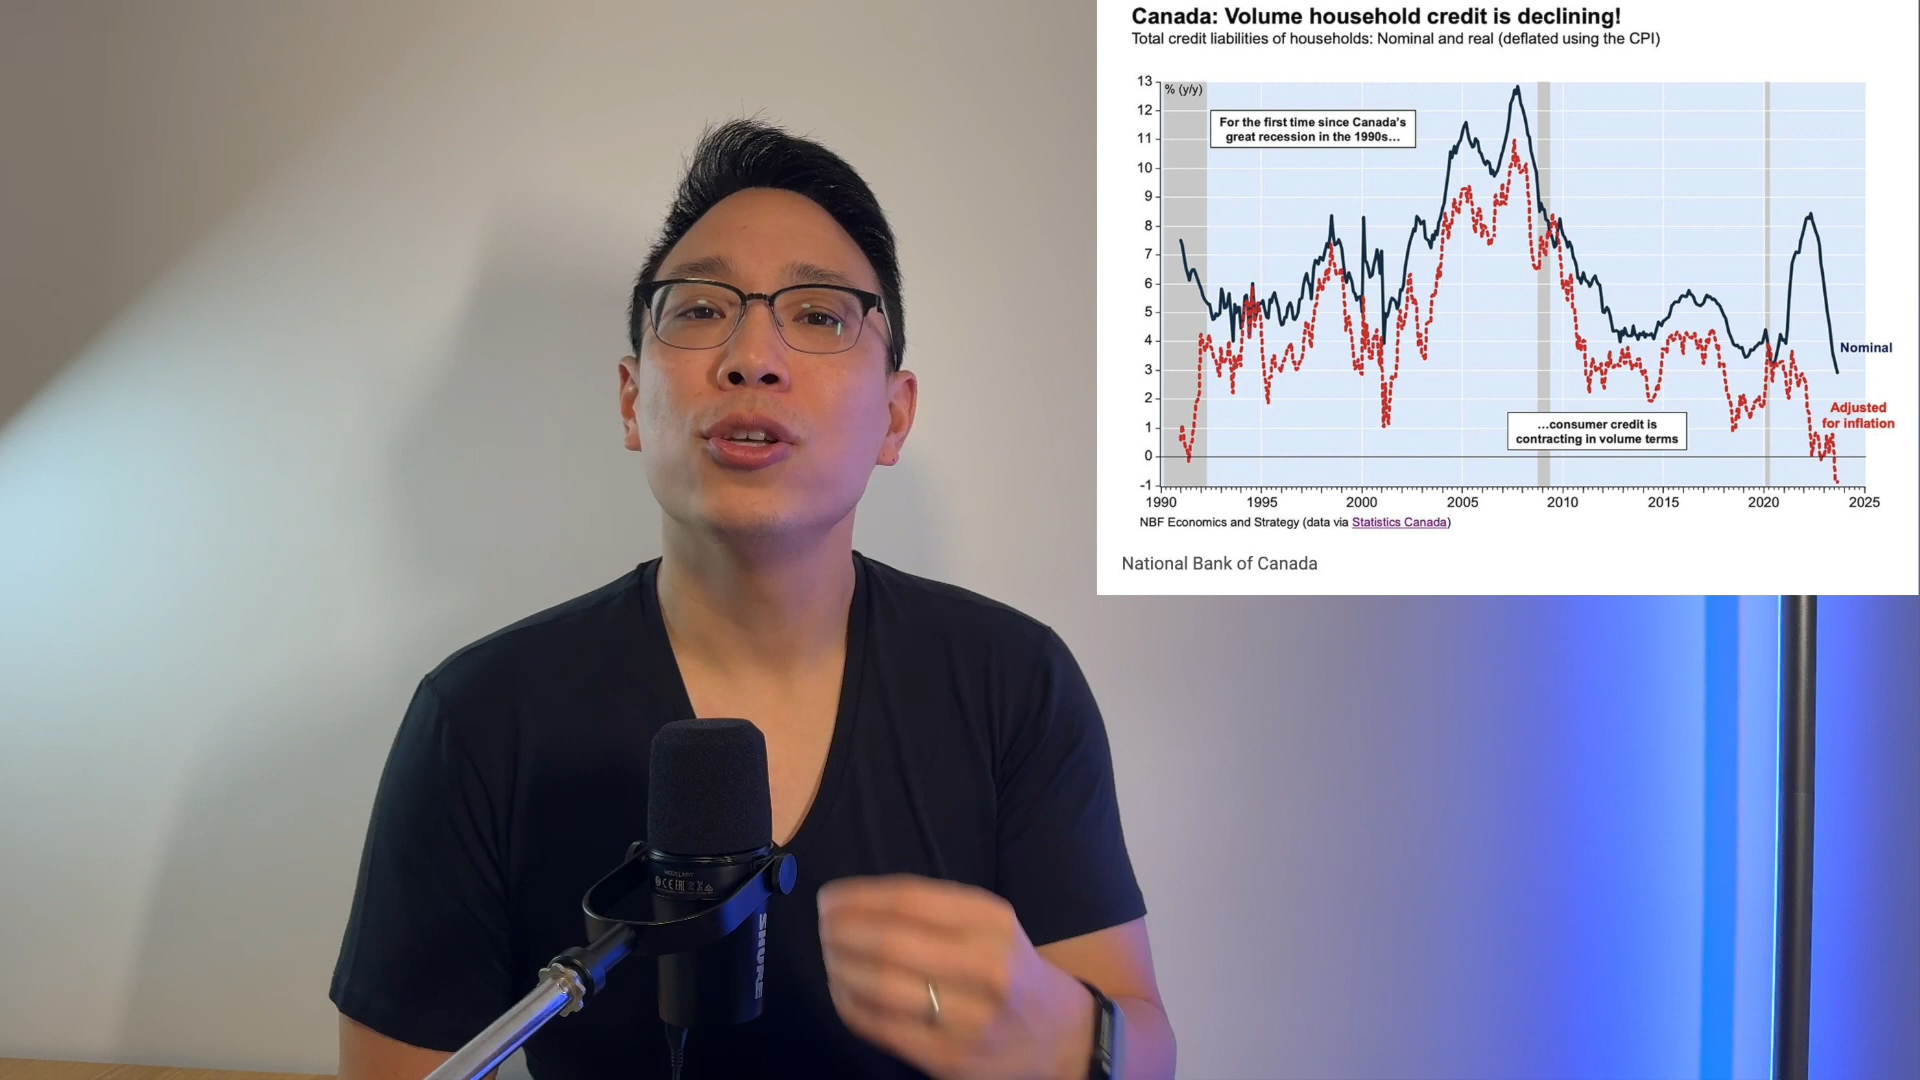 Canada: Volume household credit is declining!
Total credit liabilities of households: Nominal and real (deflated using the CPI)
% (y/y)
13
12
11
10
9
8
7
6
5
4
3
2
1
0
-1
For the first time since Canada's
great recession in the 1990s...
...consumer credit is
contracting in volume terms
Nominal
Adjusted
for inflation
1990 1995 2000 2005 2010 2015 2020 2025
NBF Economics and Strategy (data via Statistics Canada)
National Bank of Canada
SHURE